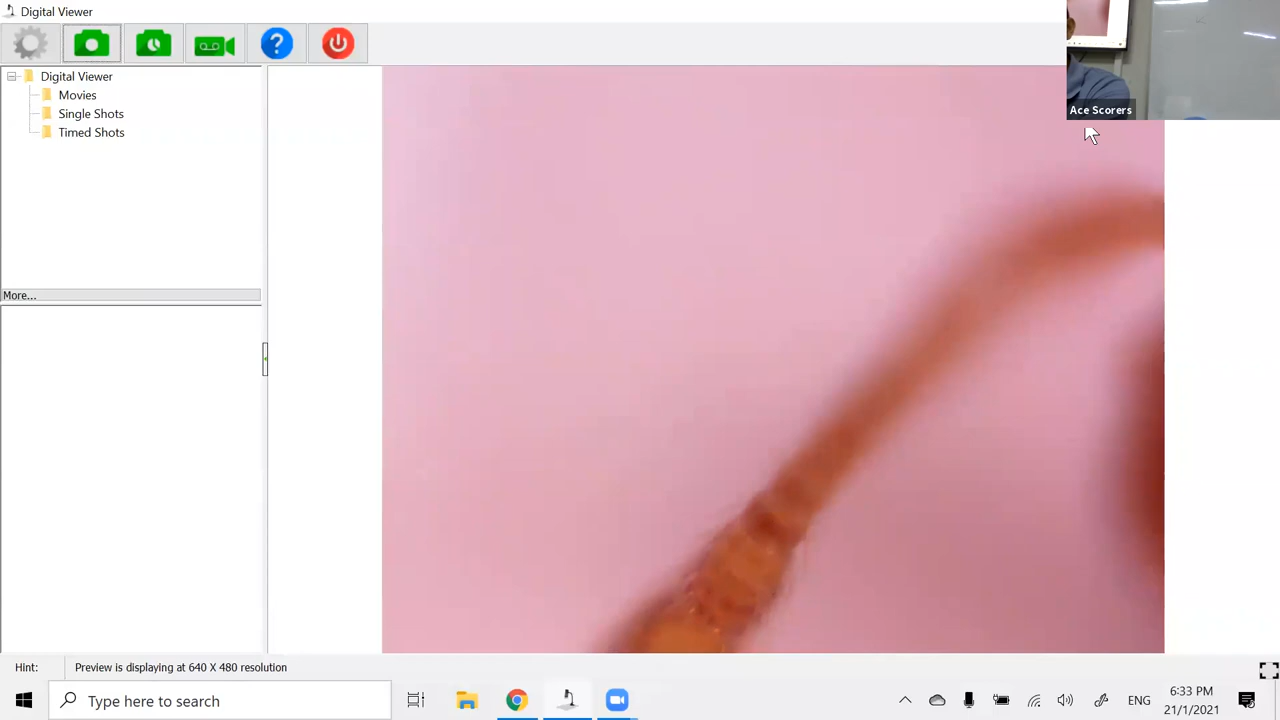 Digital Viewer
Ace Scorers
Digital Viewer
Movies
Single Shots
Timed Shots
More...
Hint: Preview is displaying at 640 X 480 resolution
Type here to search
ENG
6:33 PM
21/1/2021